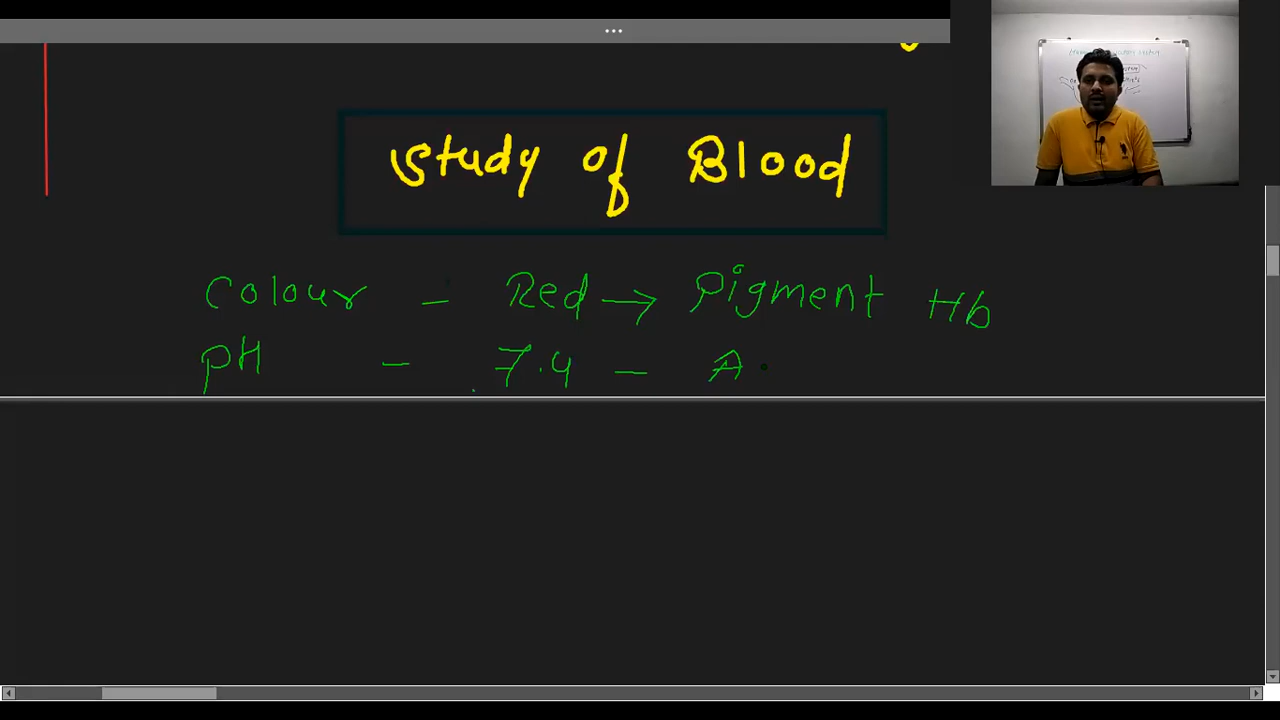 Study of Blood
Colour - Red → Pigment Hb
pH - 7.4 - A